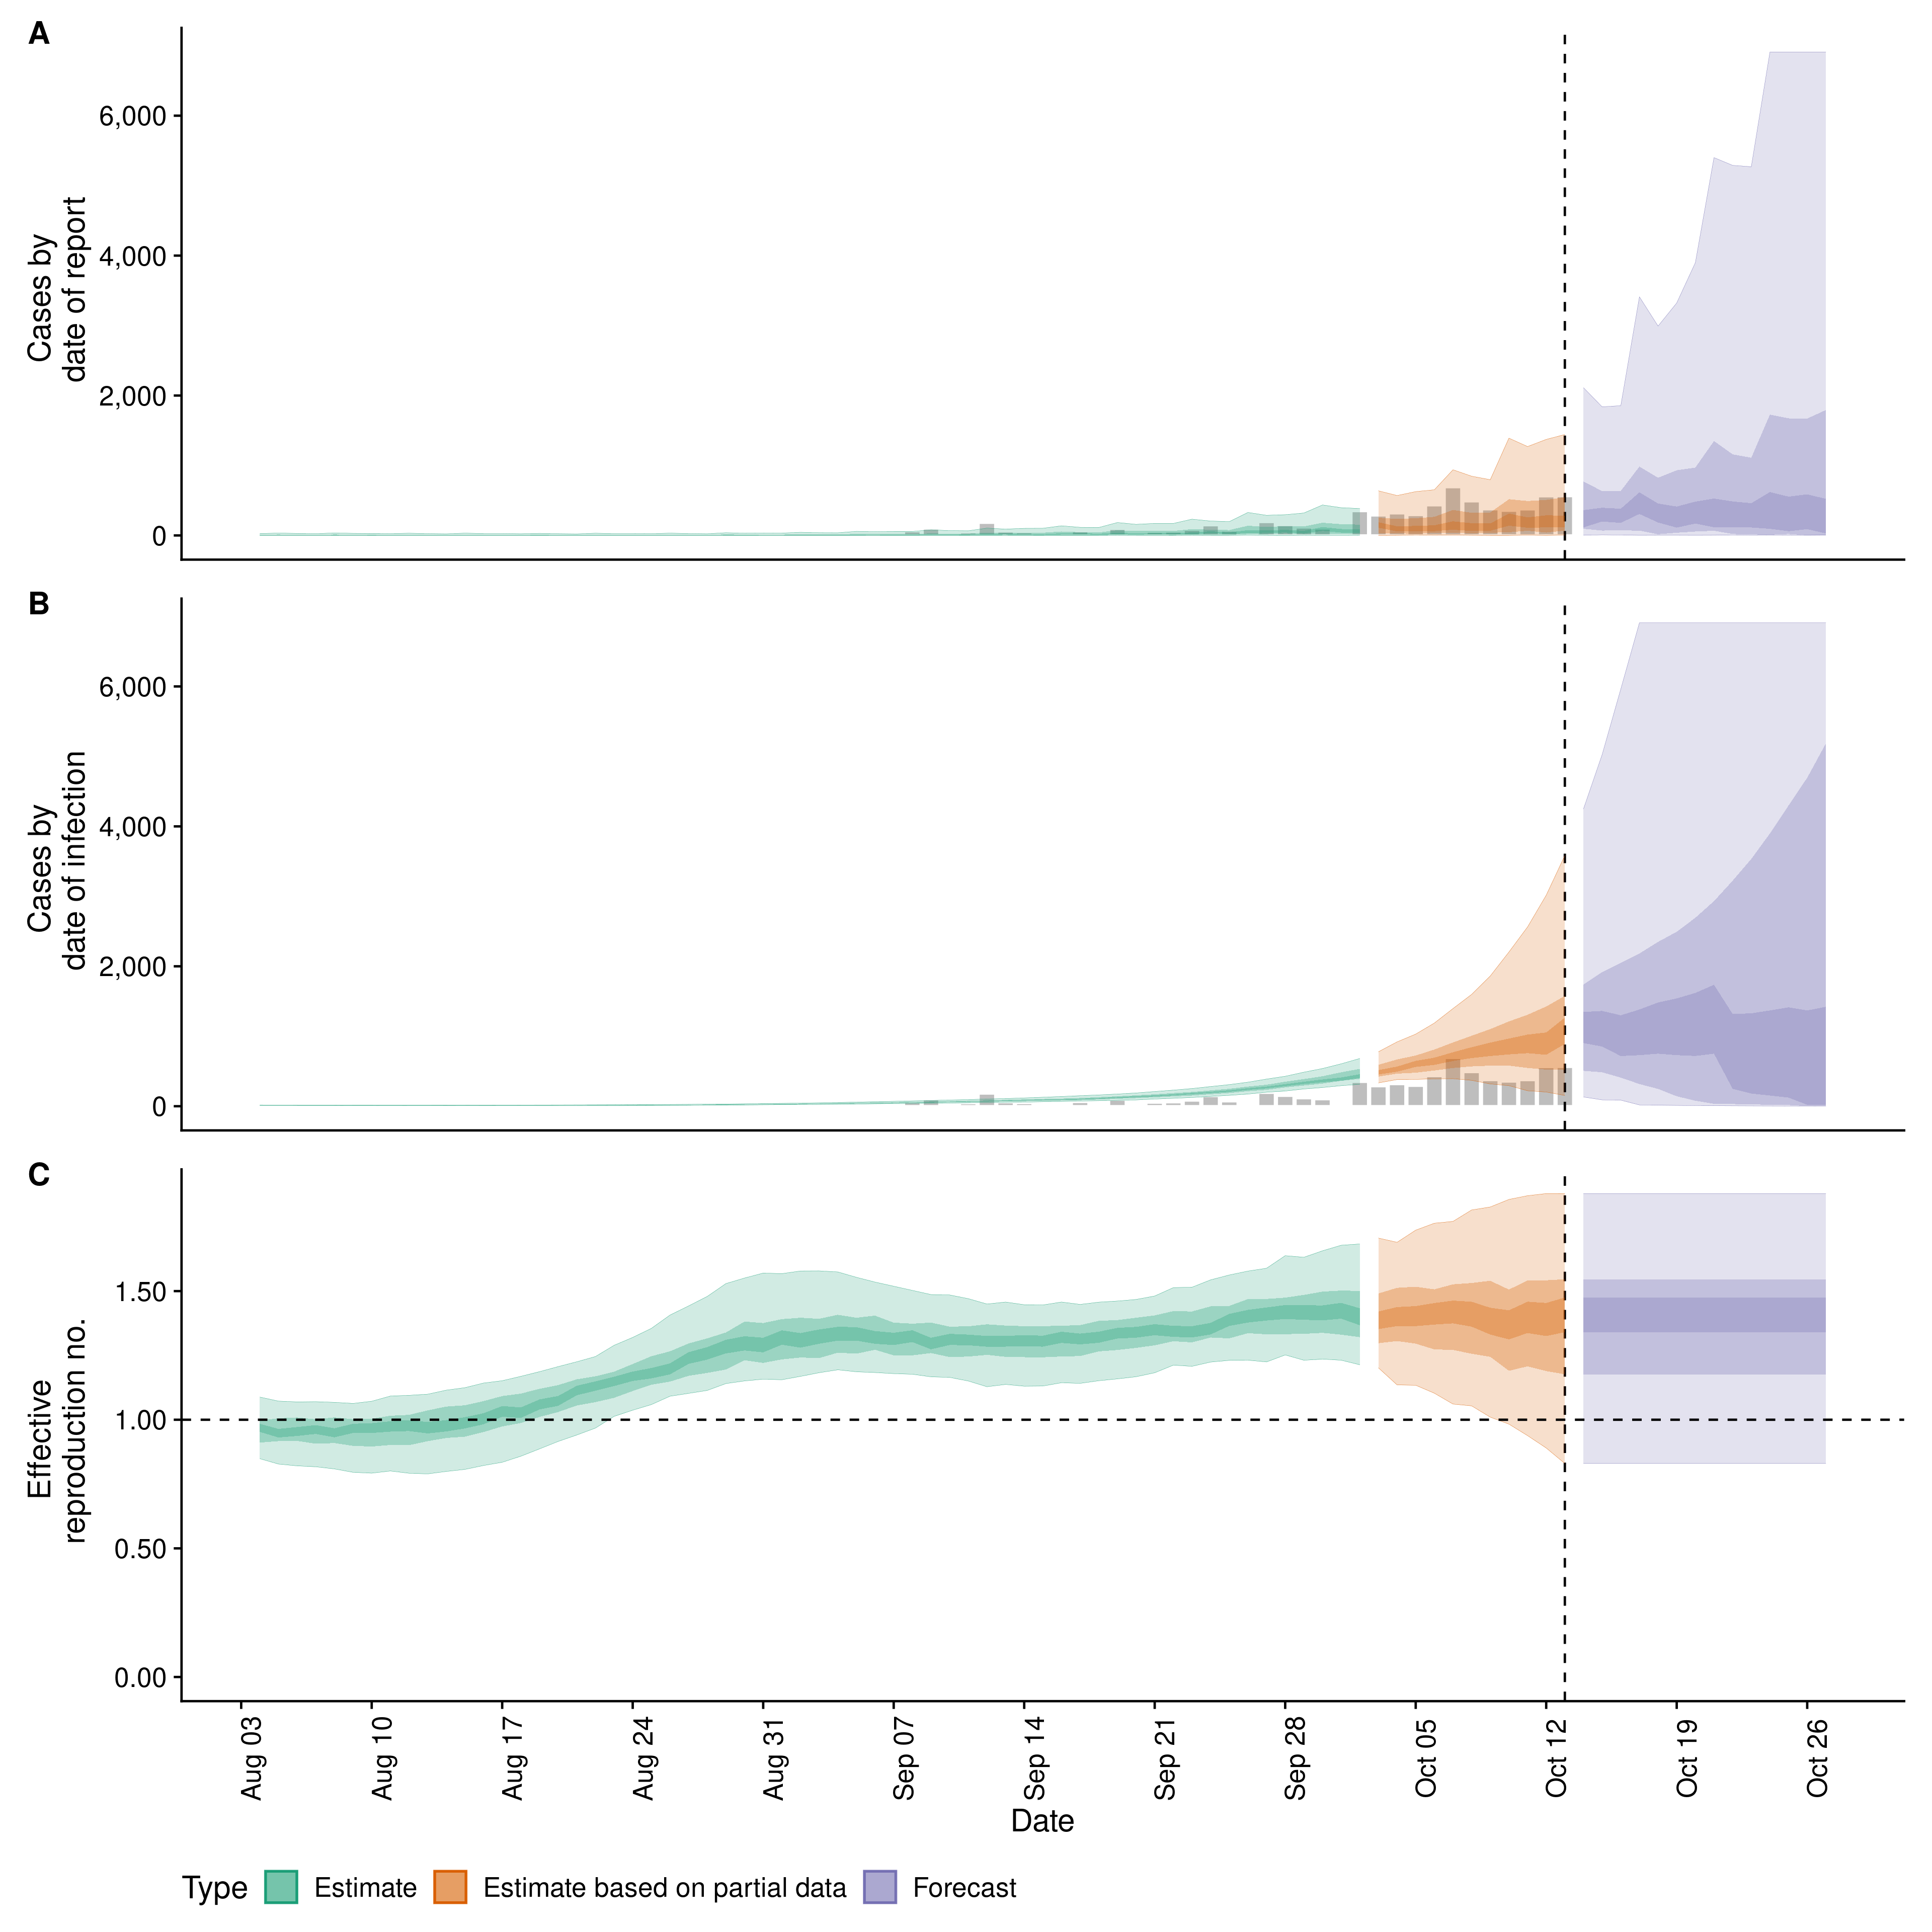 A
Cases by
date of report
6,000
4,000
2,000
0
B
Cases by
date of infection
6,000
4,000
2,000
0
C
Effective
reproduction no.
1.50
1.00
0.50
0.00
Aug 03
Aug 10
Aug 17
Aug 24
Aug 31
Sep 07
Sep 14
Sep 21
Sep 28
Oct 05
Oct 12
Oct 19
Oct 26
Date
Type
Estimate
Estimate based on partial data
Forecast